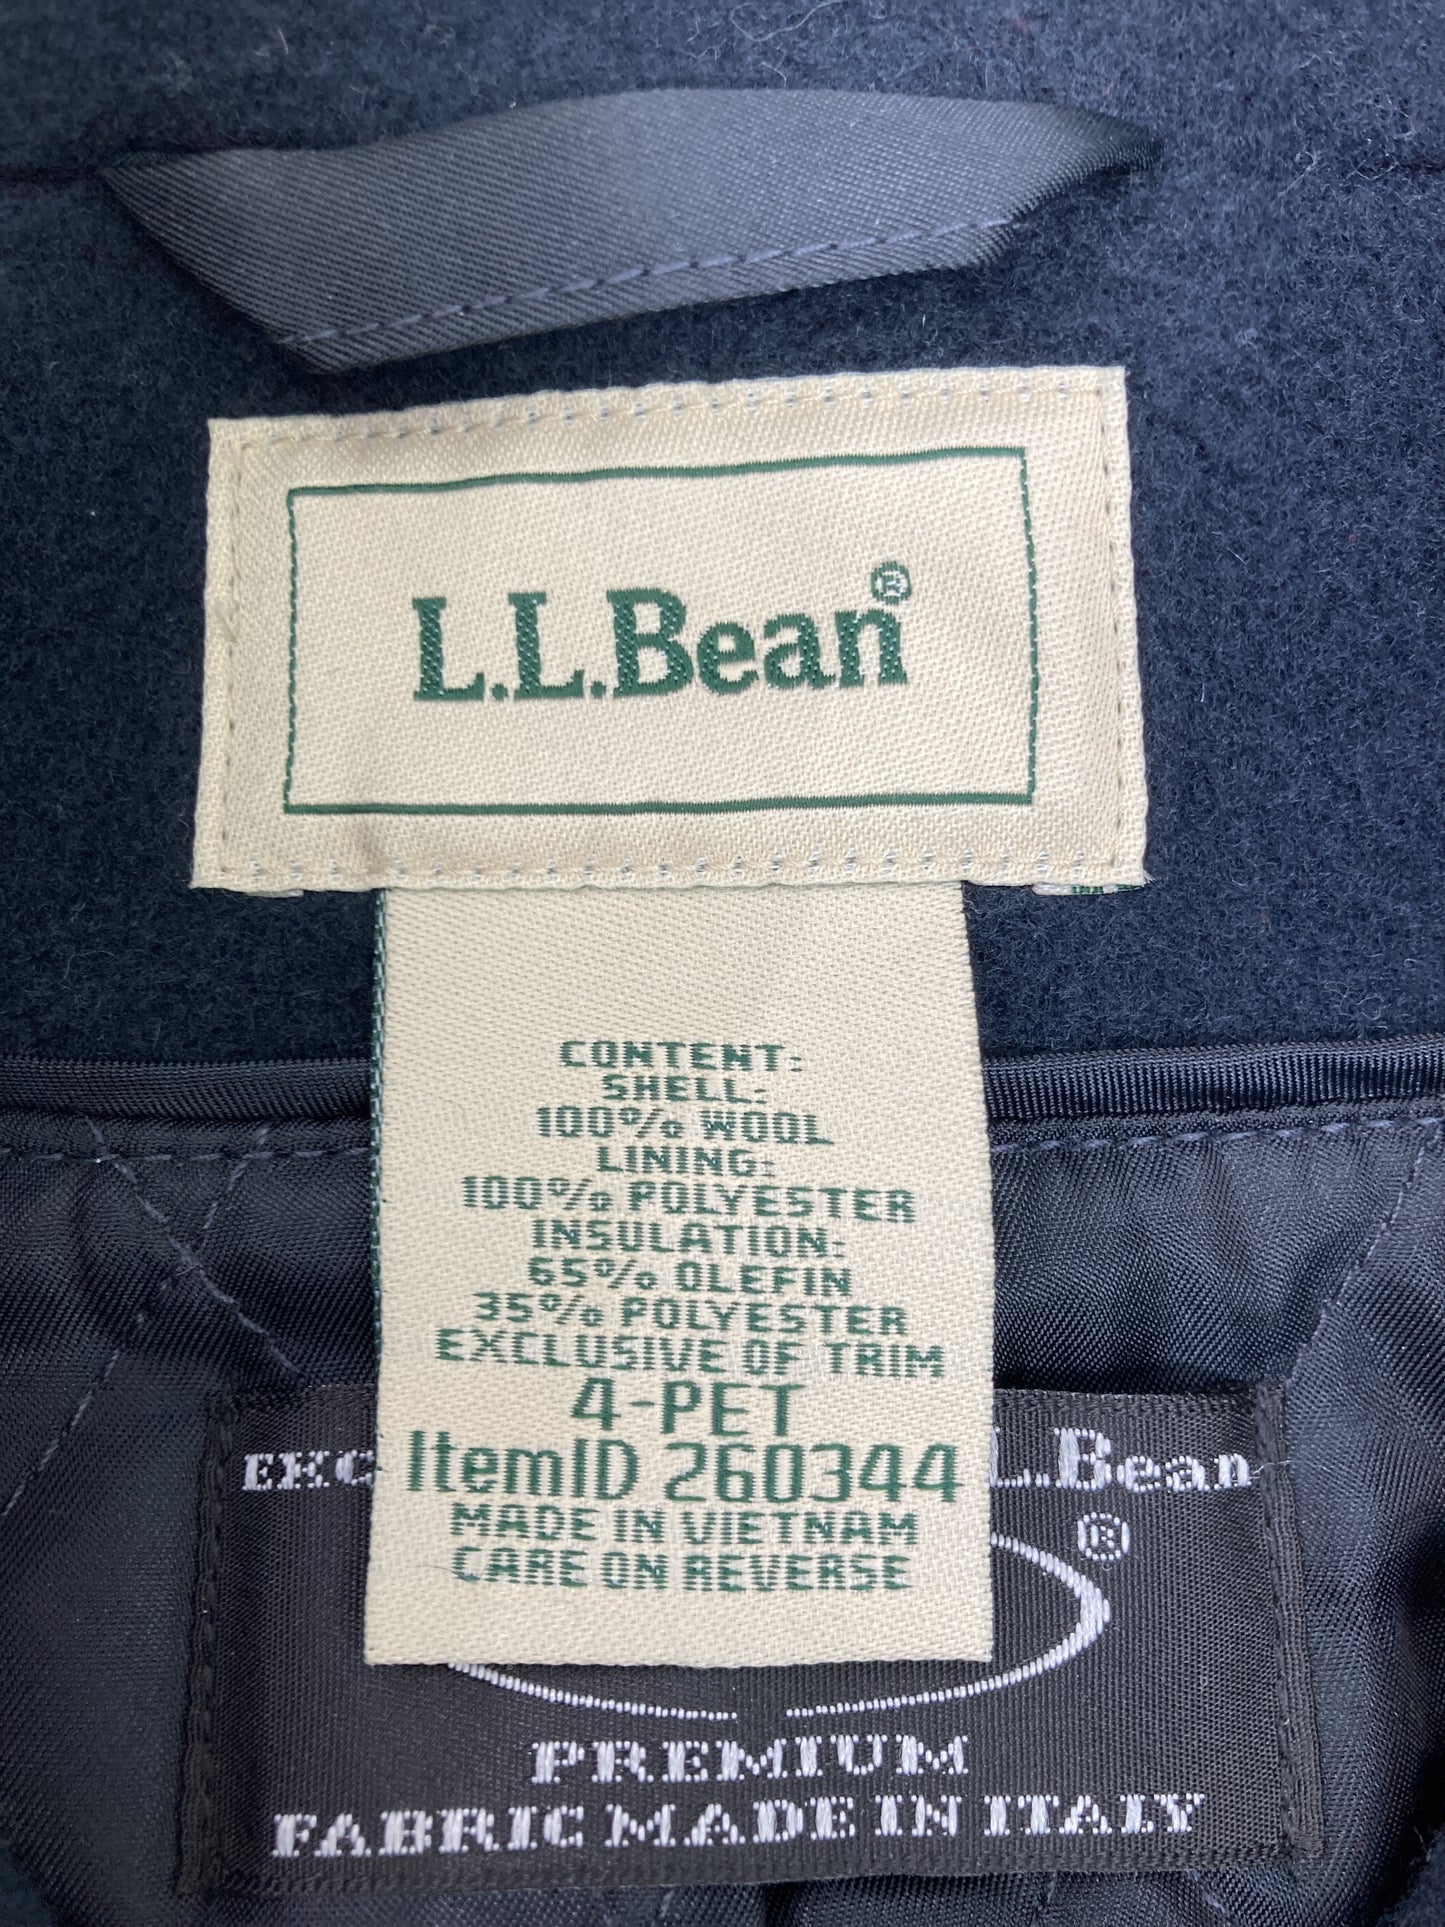 L.L.Bean®
CONTENT:
SHELL:
100% WOOL
LINING:
100% POLYESTER
INSULATION:
65% OLEFIN
35% POLYESTER
EXCLUSIVE OF TRIM
4-PET
ItemID 260344
MADE IN VIETNAM
CARE ON REVERSE
L.Bean
®
PREMIUM
FABRIC MADE IN ITALY